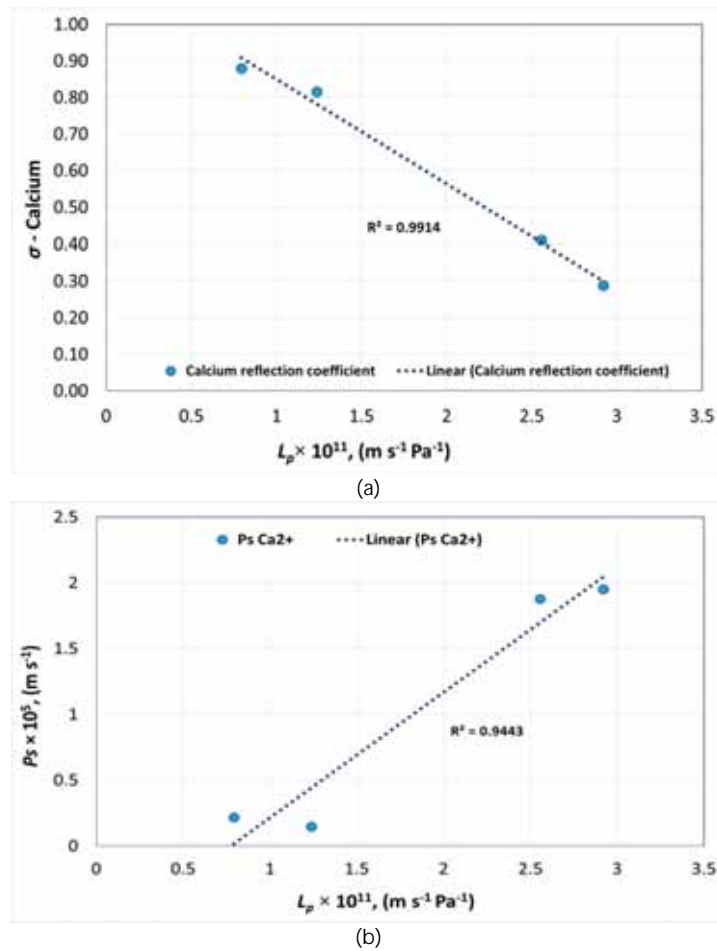 1.00
0.90
0.80
0.70
0.60
0.50
0.40
0.30
0.20
0.10
0.00
σ - Calcium
R² = 0.9914
Calcium reflection coefficient
Linear (Calcium reflection coefficient)
0 0.5 1 1.5 2 2.5 3 3.5
Lₚ × 10¹¹, (m s⁻¹ Pa⁻¹)
(a)
2.5
2
1.5
1
0.5
0
Ps × 10⁵, (m s⁻¹)
Ps Ca2+
Linear (Ps Ca2+)
R² = 0.9443
0 0.5 1 1.5 2 2.5 3 3.5
Lₚ × 10¹¹, (m s⁻¹ Pa⁻¹)
(b)